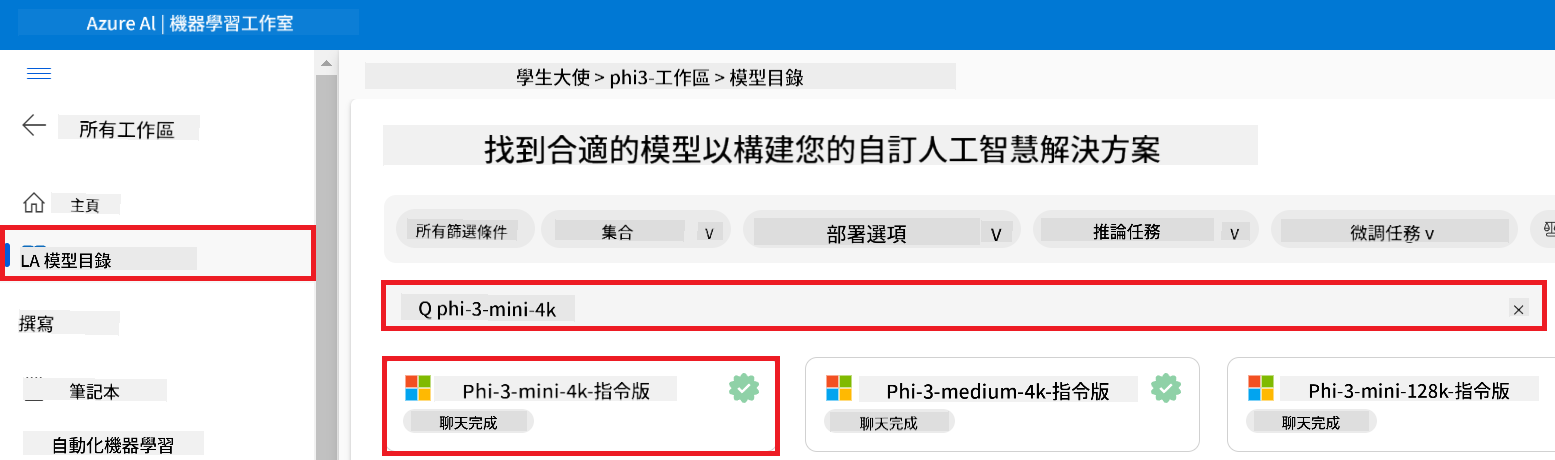 Azure Al | 機器學習工作室
所有工作區
主頁
LA 模型目錄
撰寫
筆記本
自動化機器學習
學生大使 > phi3-工作區 > 模型目錄
找到合適的模型以構建您的自訂人工智慧解決方案
所有篩選條件 集合 v 部署選項 v 推論任務 v 微調任務 v
Q phi-3-mini-4k ×
Phi-3-mini-4k-指令版 Phi-3-medium-4k-指令版 Phi-3-mini-128k-指令版
聊天完成 聊天完成 聊天完成